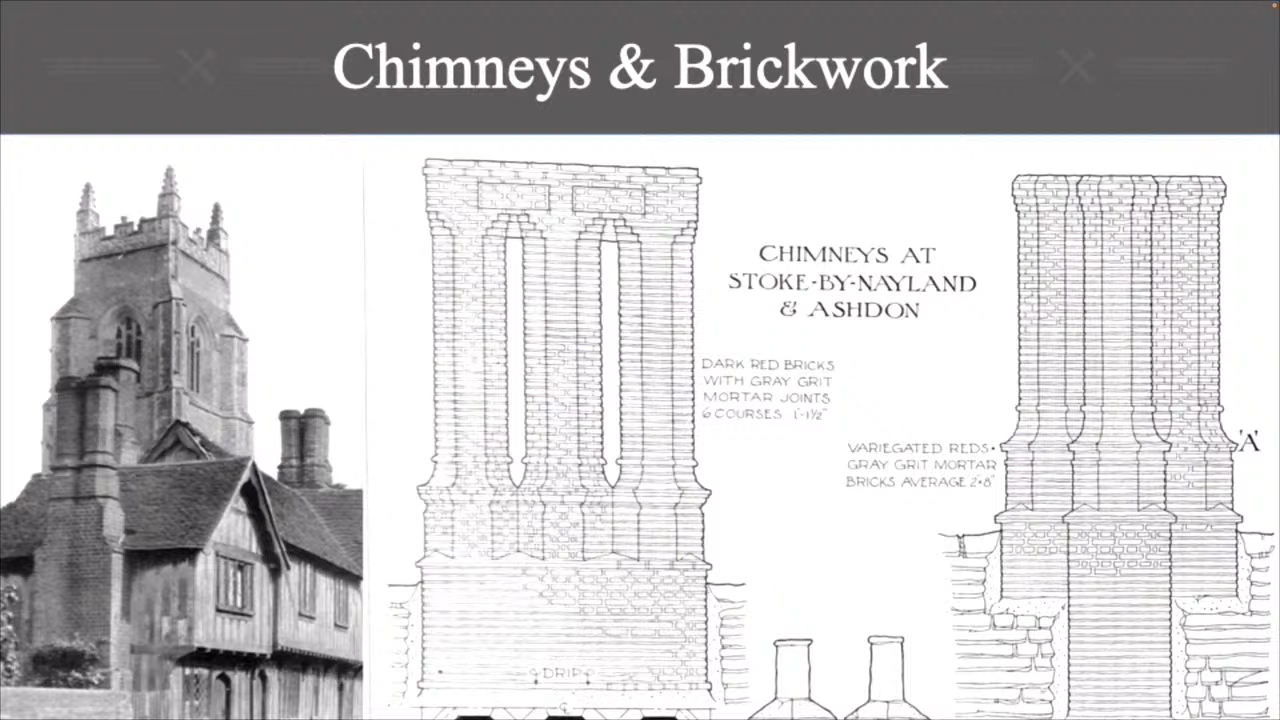 Chimneys & Brickwork
CHIMNEYS AT
STOKE-BY-NAYLAND
& ASHDON
DARK RED BRICKS
WITH GRAY GRIT
MORTAR JOINTS
6 COURSES 1'-1½"
VARIEGATED REDS•
GRAY GRIT MORTAR
BRICKS AVERAGE 2×8"
'A'
DRIP